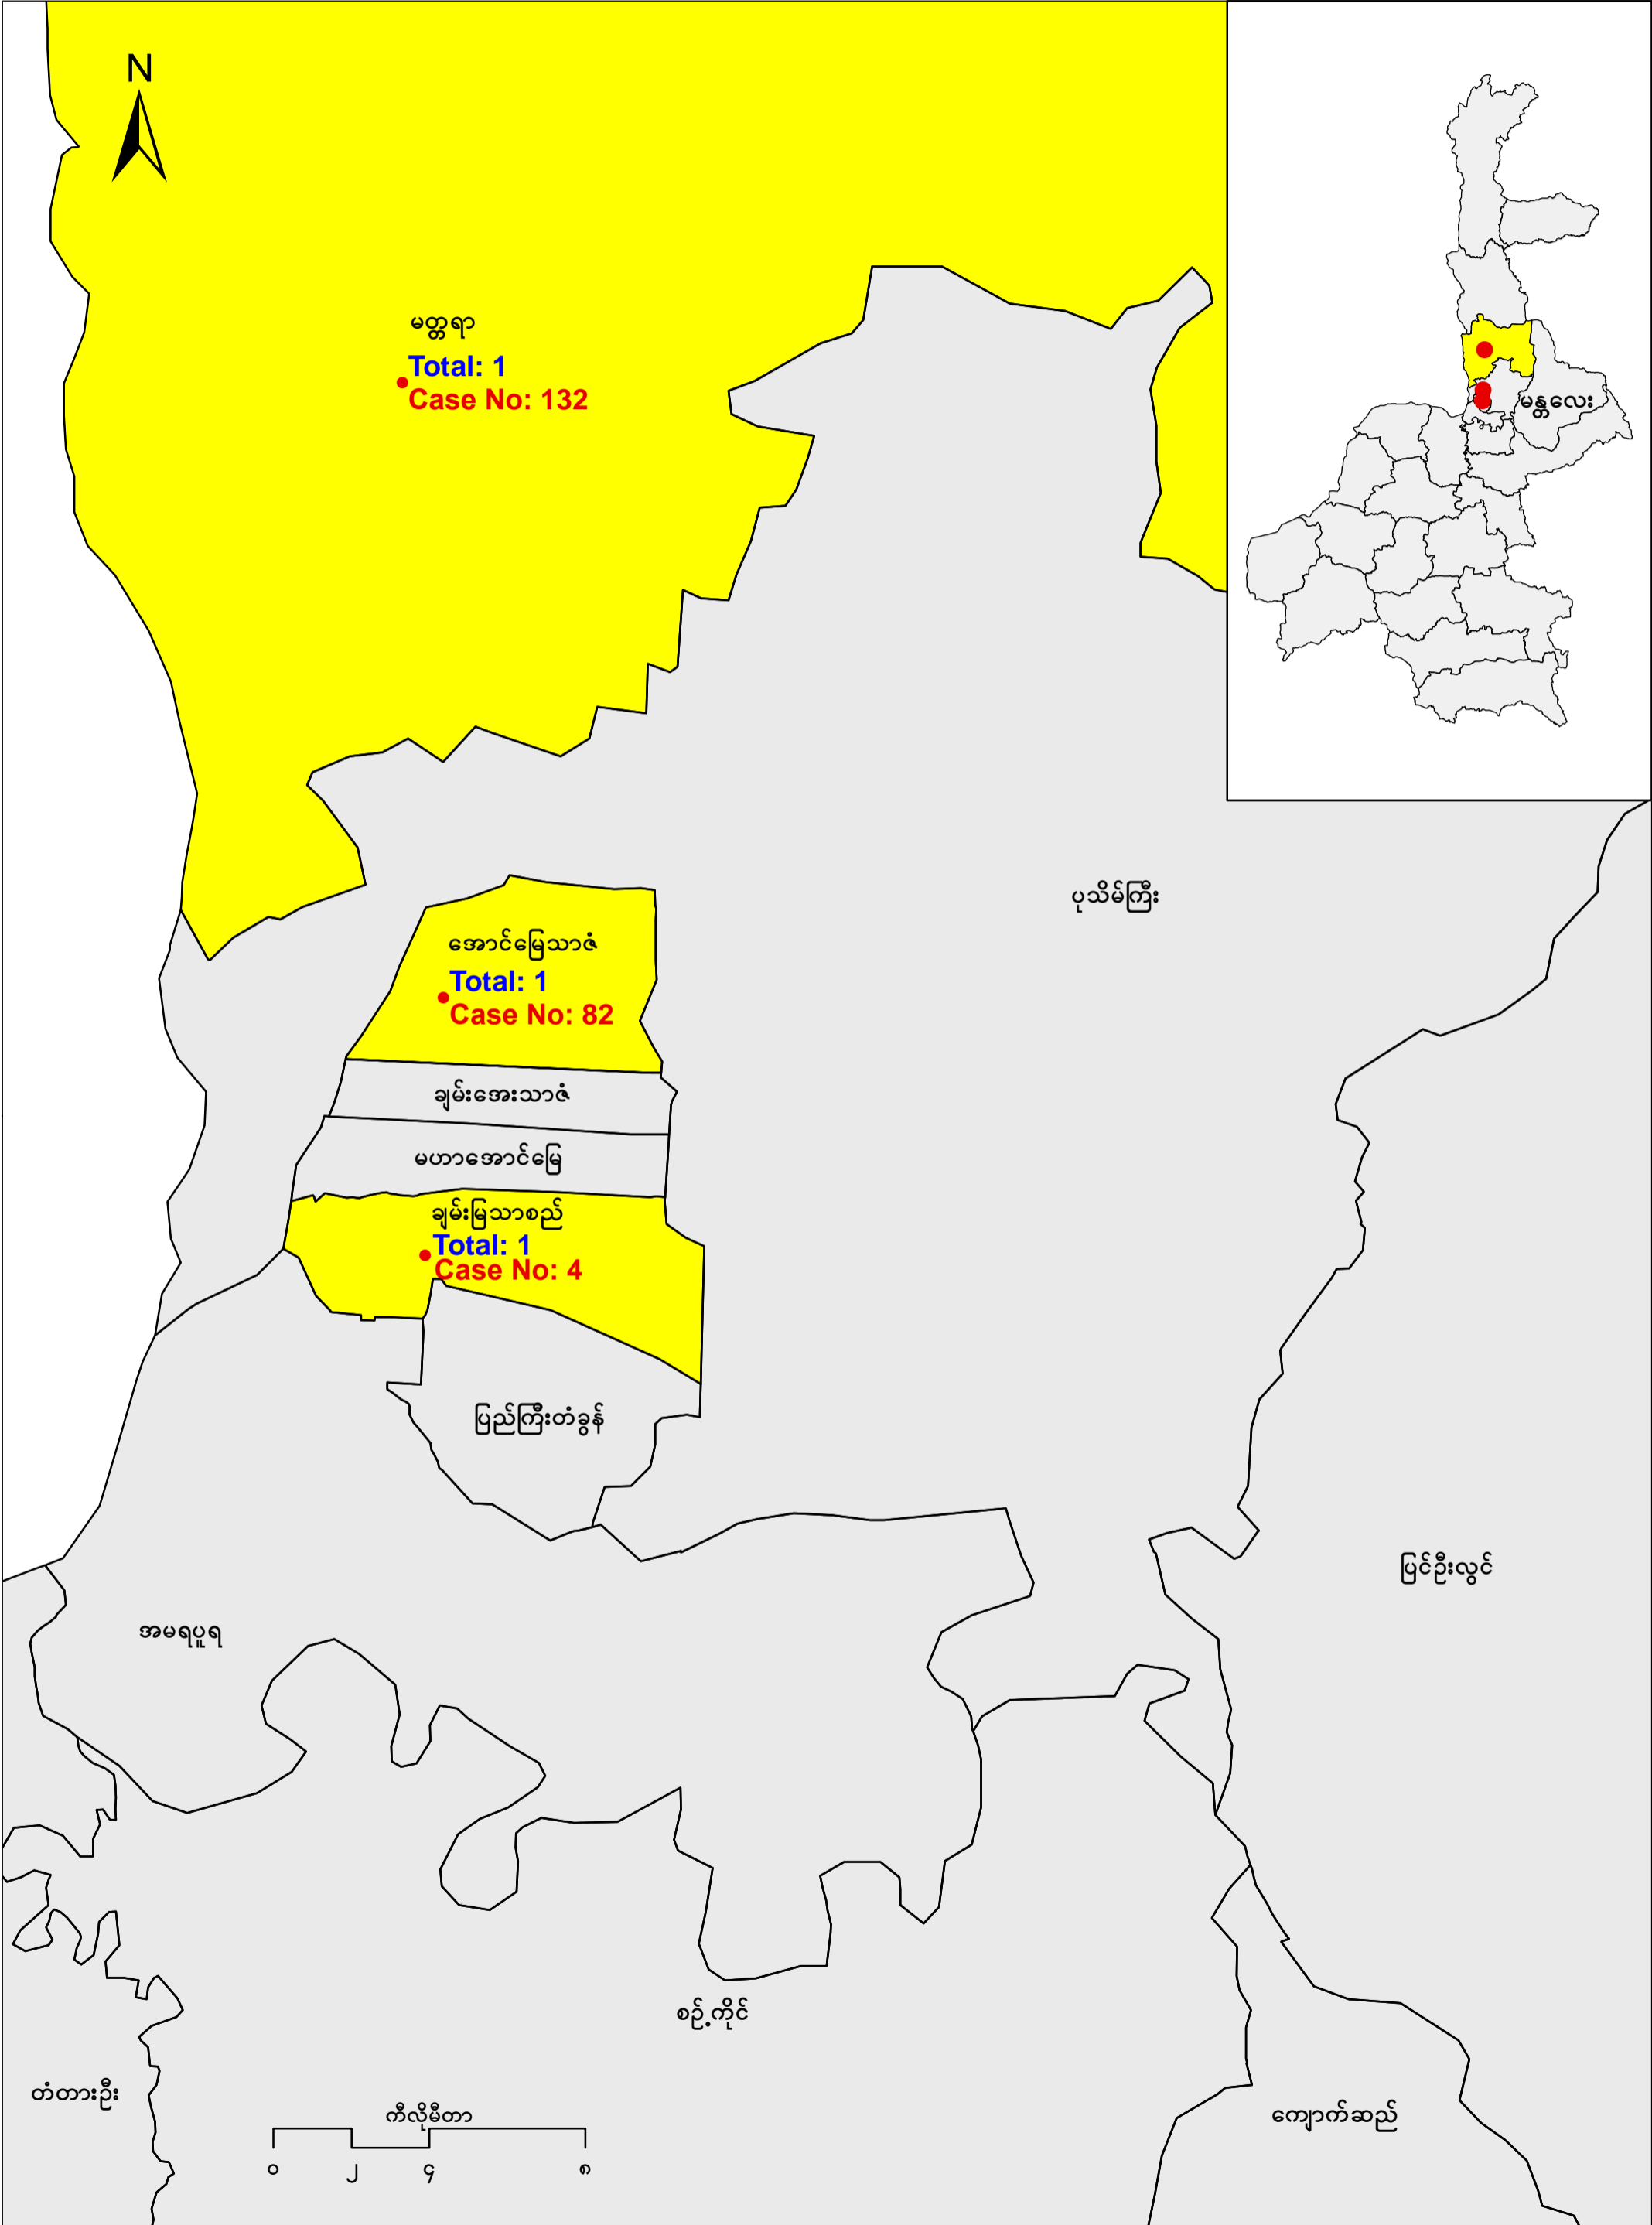 N
မတ္တရာ
Total: 1
Case No: 132
မန္တလေး
ပုသိမ်ကြီး
အောင်မြေသာဇံ
Total: 1
Case No: 82
ချမ်းအေးသာဇံ
မဟာအောင်မြေ
ချမ်းမြသာစည်
Total: 1
Case No: 4
ပြည်ကြီးတံခွန်
ပြင်ဦးလွင်
အမရပူရ
စဉ့်ကိုင်
တံတားဦး
ကျောက်ဆည်
ကီလိုမီတာ
၀ ၂ ၄ ၈